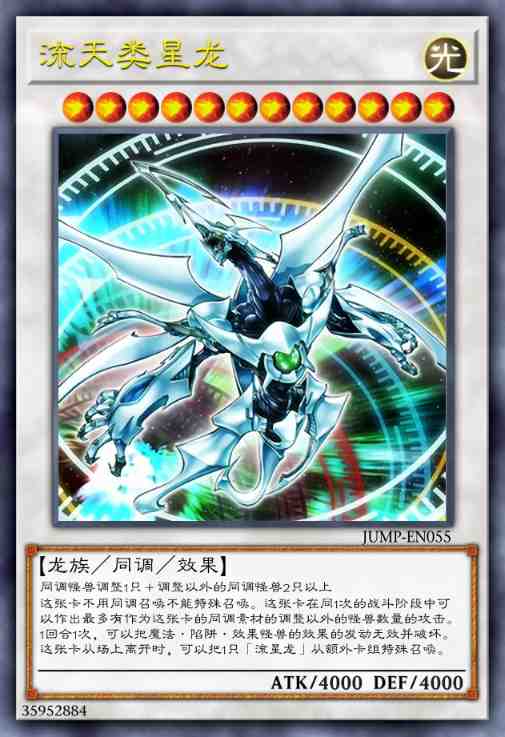 流天类星龙
光
JUMP-EN055
【龙族／同调／效果】
同调怪兽调整1只＋调整以外的同调怪兽2只以上
这张卡不用同调召唤不能特殊召唤。这张卡在同1次的战斗阶段中可
以作出最多有作为这张卡的同调素材的调整以外的怪兽数量的攻击。
1回合1次，可以把魔法·陷阱·效果怪兽的效果的发动无效并破坏。
这张卡从场上离开时，可以把1只「流星龙」从额外卡组特殊召唤。
ATK/4000 DEF/4000
35952884